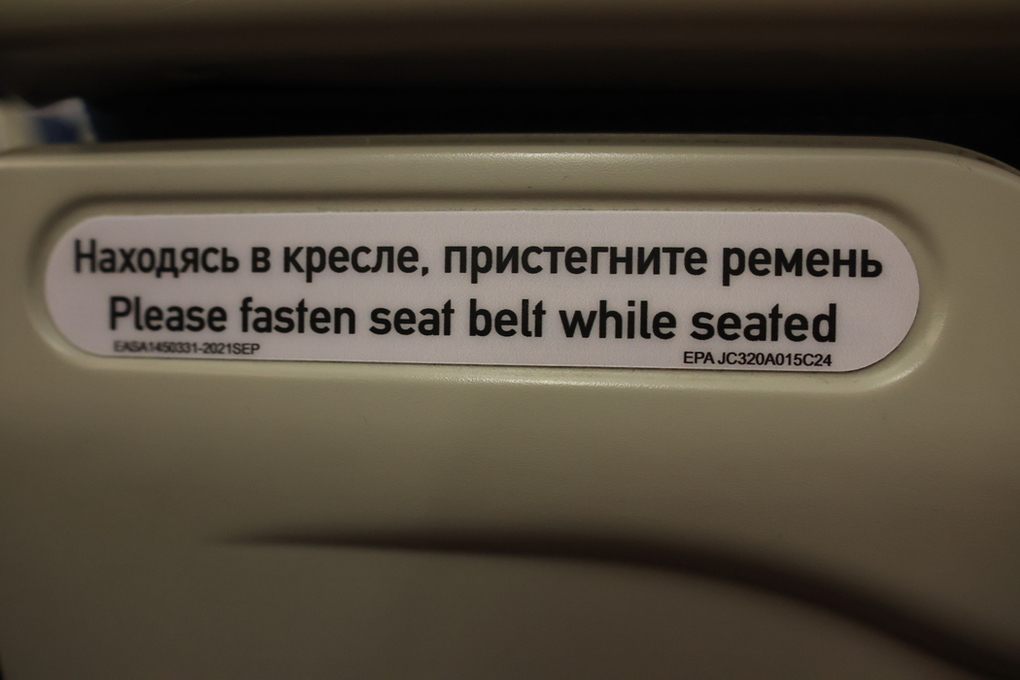 Находясь в кресле, пристегните ремень
Please fasten seat belt while seated
EASA1450331-2021SEP
EPA JC320A015C24